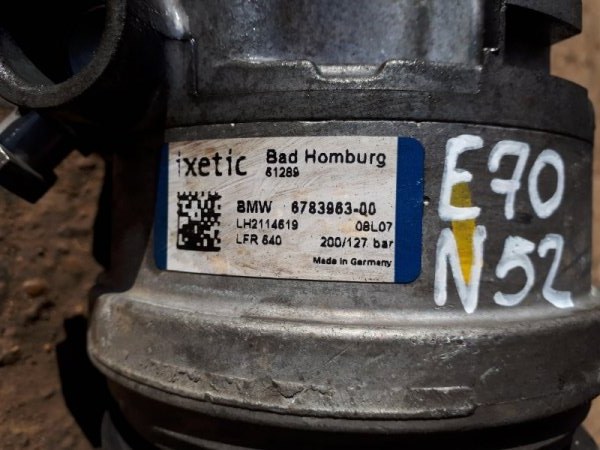 ixetic Bad Homburg
61289
BMW 6783963-00
LH2114619 08L07
LFR 640 200/127 bar
Made in Germany
E70
N52